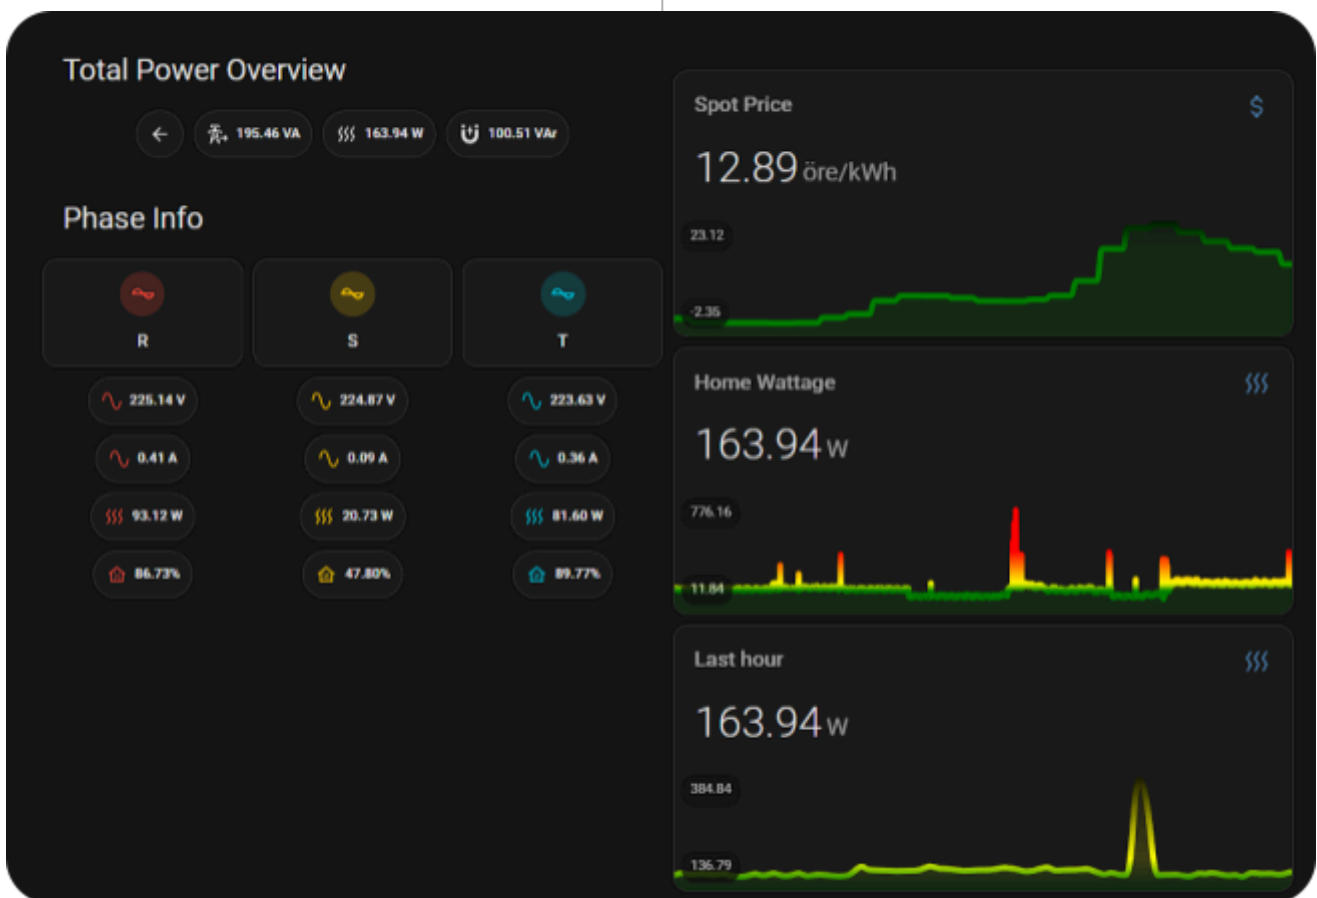 Total Power Overview
195.46 VA
163.94 W
100.51 VAr
Phase Info
R
S
T
225.14 V
224.87 V
223.63 V
0.41 A
0.09 A
0.36 A
93.12 W
20.73 W
81.60 W
86.73%
47.80%
89.77%
Spot Price
$
12.89 öre/kWh
23.12
-2.35
Home Wattage
163.94 W
776.16
11.84
Last hour
163.94 W
384.84
136.79